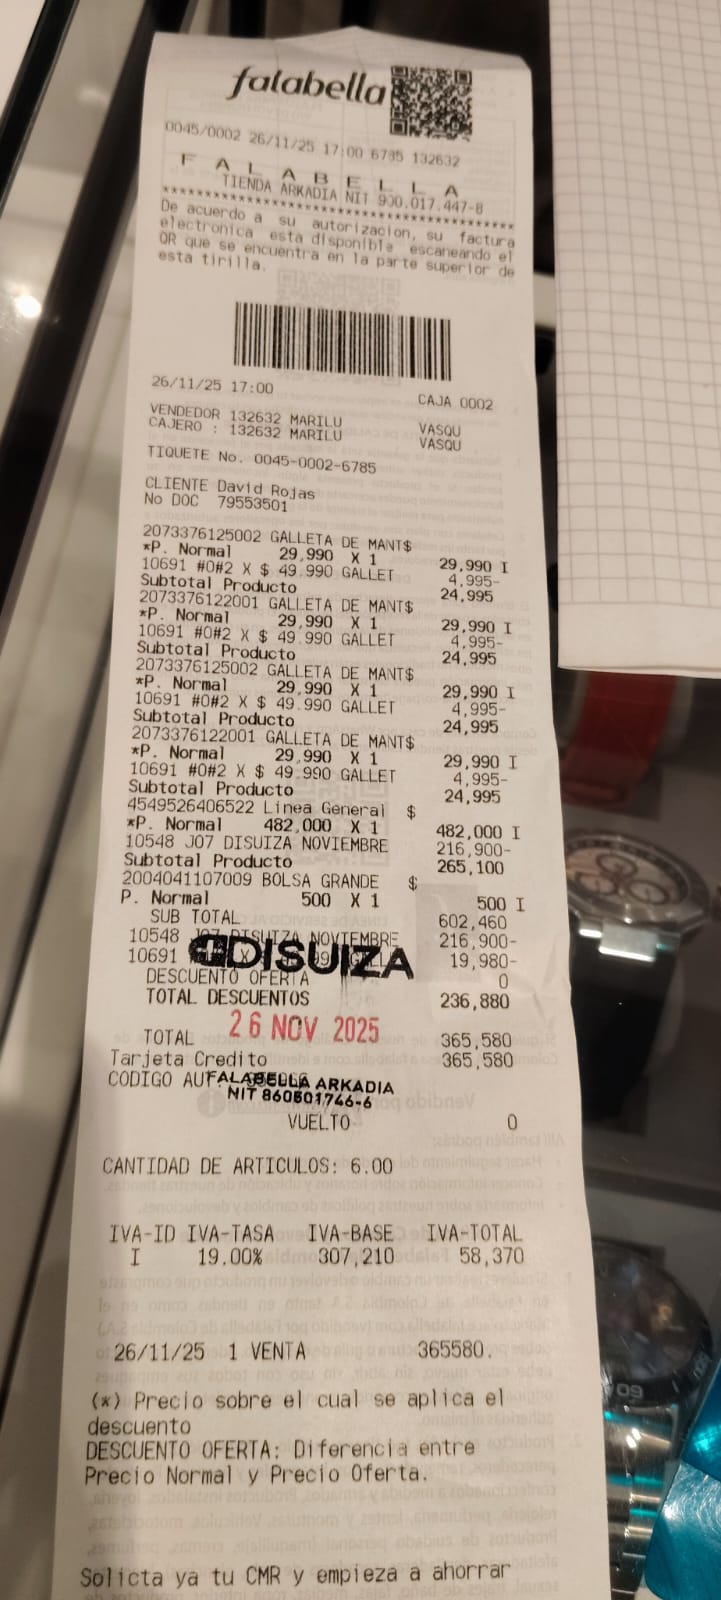 falabella
0045/0002 26/11/25 17:00 6785 132632
F A L A B E L L A
TIENDA ARKADIA NIT 900.017.447-8
****************************************
De acuerdo a su autorizacion, su factura
electronica esta disponible escaneando el
QR que se encuentra en la parte superior de
esta tirilla.
26/11/25 17:00 CAJA 0002
VENDEDOR 132632 MARILU VASQU
CAJERO : 132632 MARILU VASQU
TIQUETE No. 0045-0002-6785
CLIENTE David Rojas
No DOC 79553501
2073376125002 GALLETA DE MANT$
*P. Normal 29,990 X 1 29,990 I
10691 #0#2 X $ 49.990 GALLET 4,995-
Subtotal Producto 24,995
2073376122001 GALLETA DE MANT$
*P. Normal 29,990 X 1 29,990 I
10691 #0#2 X $ 49.990 GALLET 4,995-
Subtotal Producto 24,995
2073376125002 GALLETA DE MANT$
*P. Normal 29,990 X 1 29,990 I
10691 #0#2 X $ 49.990 GALLET 4,995-
Subtotal Producto 24,995
2073376122001 GALLETA DE MANT$
*P. Normal 29,990 X 1 29,990 I
10691 #0#2 X $ 49.990 GALLET 4,995-
Subtotal Producto 24,995
4549526406522 Linea General $
*P. Normal 482,000 X 1 482,000 I
10548 JO7 DISUIZA NOVIEMBRE 216,900-
Subtotal Producto 265,100
2004041107009 BOLSA GRANDE $
P. Normal 500 X 1 500 I
SUB TOTAL 602,460
10548 JO7 DISUIZA NOVIEMBRE 216,900-
10691 19,980-
DISUIZA
DESCUENTO OFERTA 0
TOTAL DESCUENTOS 236,880
26 NOV 2025
TOTAL 365,580
Tarjeta Credito 365,580
CODIGO AUT
FALABELLA ARKADIA
NIT 860501746-6
VUELTO 0
CANTIDAD DE ARTICULOS: 6.00
IVA-ID IVA-TASA IVA-BASE IVA-TOTAL
I 19.00% 307,210 58,370
26/11/25 1 VENTA 365580.
(*) Precio sobre el cual se aplica el
descuento
DESCUENTO OFERTA: Diferencia entre
Precio Normal y Precio Oferta.
Solicta ya tu CMR y empieza a ahorrar